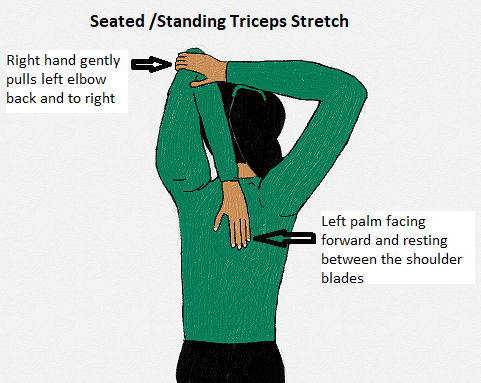 Seated /Standing Triceps Stretch
Right hand gently
pulls left elbow
back and to right
Left palm facing
forward and resting
between the shoulder
blades